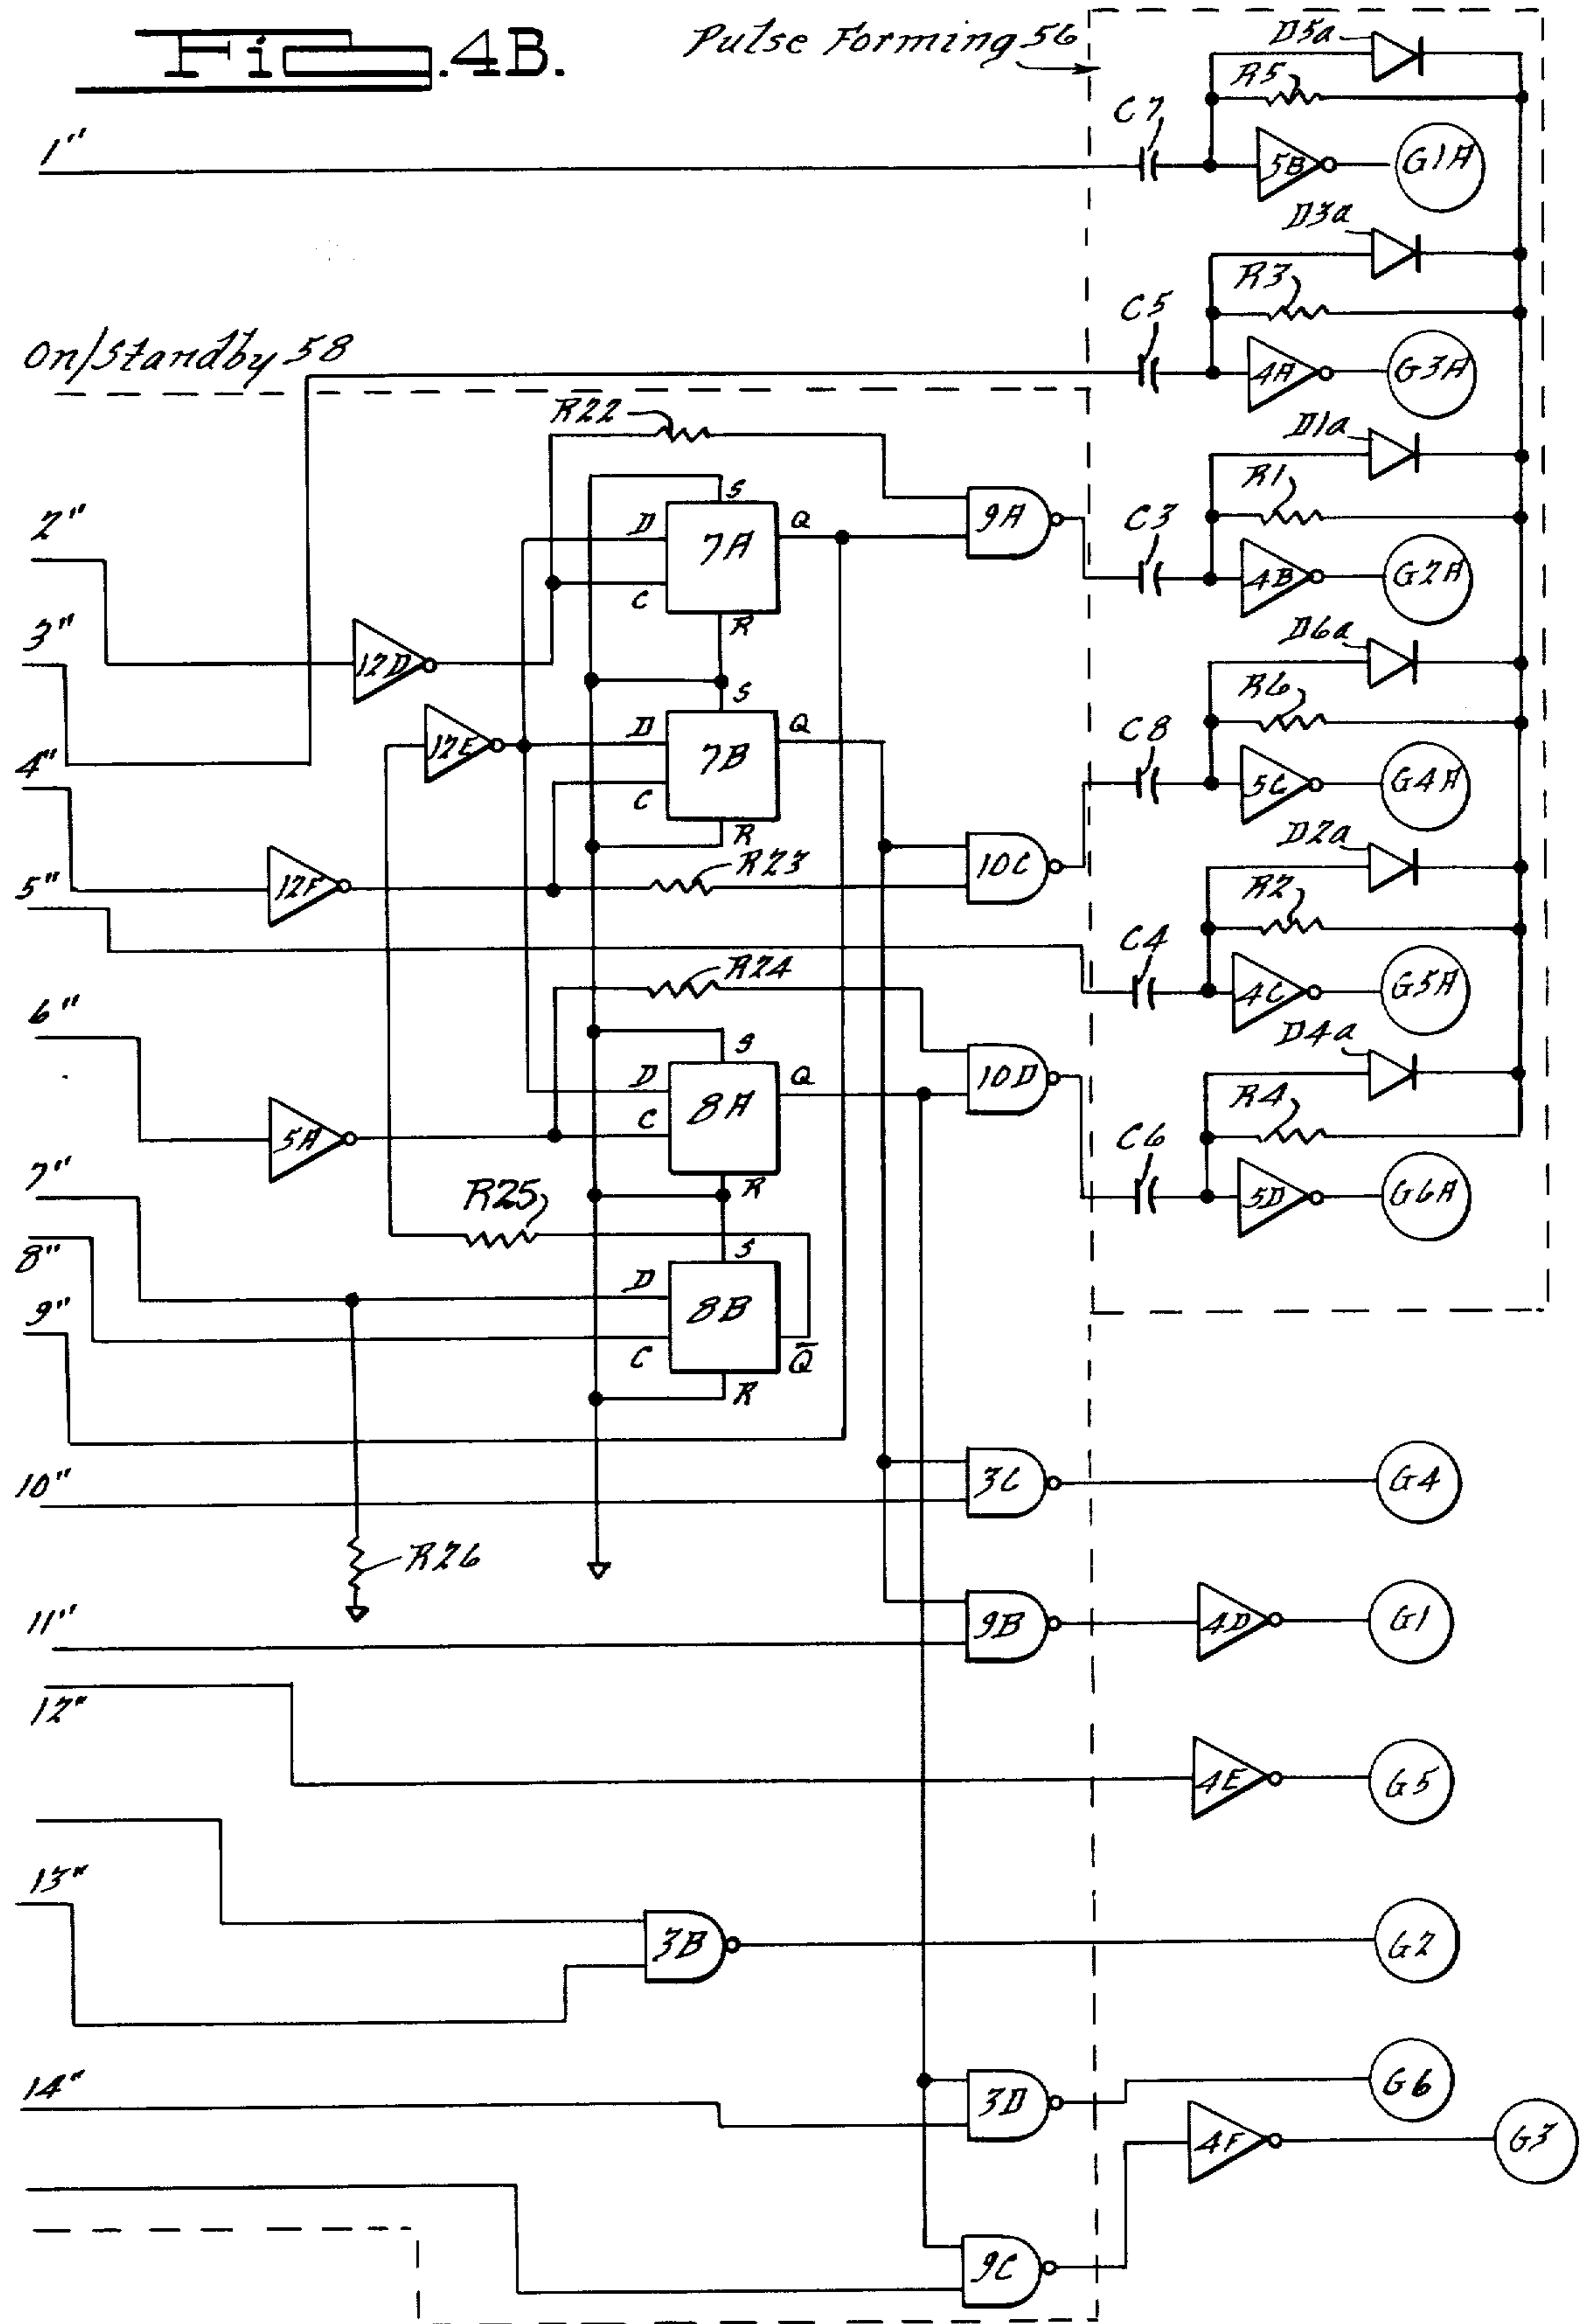 Fig. 4B.
Pulse Forming 56
D5a
R5
C7
1"
5B
G1A
D3a
R3
C5
On/Standby 58
4A
G3A
R22
D1a
R1
S
2"
D
7A
Q
9A
C3
4B
G2A
C
3"
R
D6a
12D
S
R6
12E
D
7B
Q
C8
4"
C
5C
G4A
R
D2a
12F
R23
10C
5"
R2
C4
R24
4C
G5A
6"
D4a
S
D
8A
Q
10D
R4
5A
C
C6
7"
R25
R
5D
G6A
8"
S
D
8B
9"
C
Q̅
R
3C
G4
10"
R26
11"
9B
4D
G1
12"
4E
G5
13"
3B
G2
14"
3D
G6
4F
G3
9C